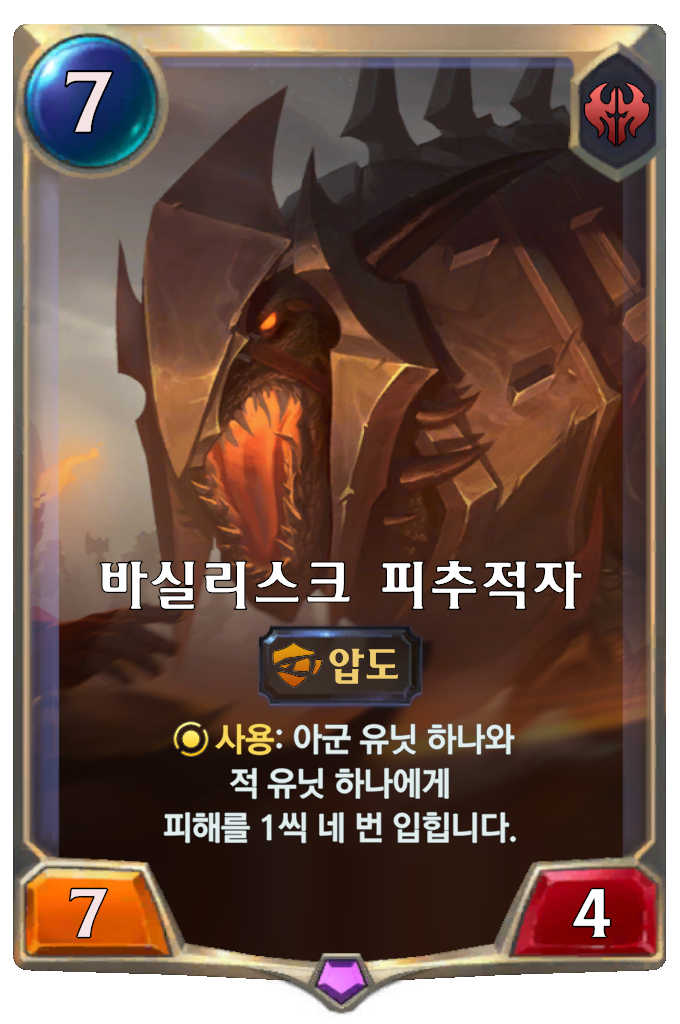 7
바실리스크 피추적자
압도
사용: 아군 유닛 하나와
적 유닛 하나에게
피해를 1씩 네 번 입힙니다.
7
4